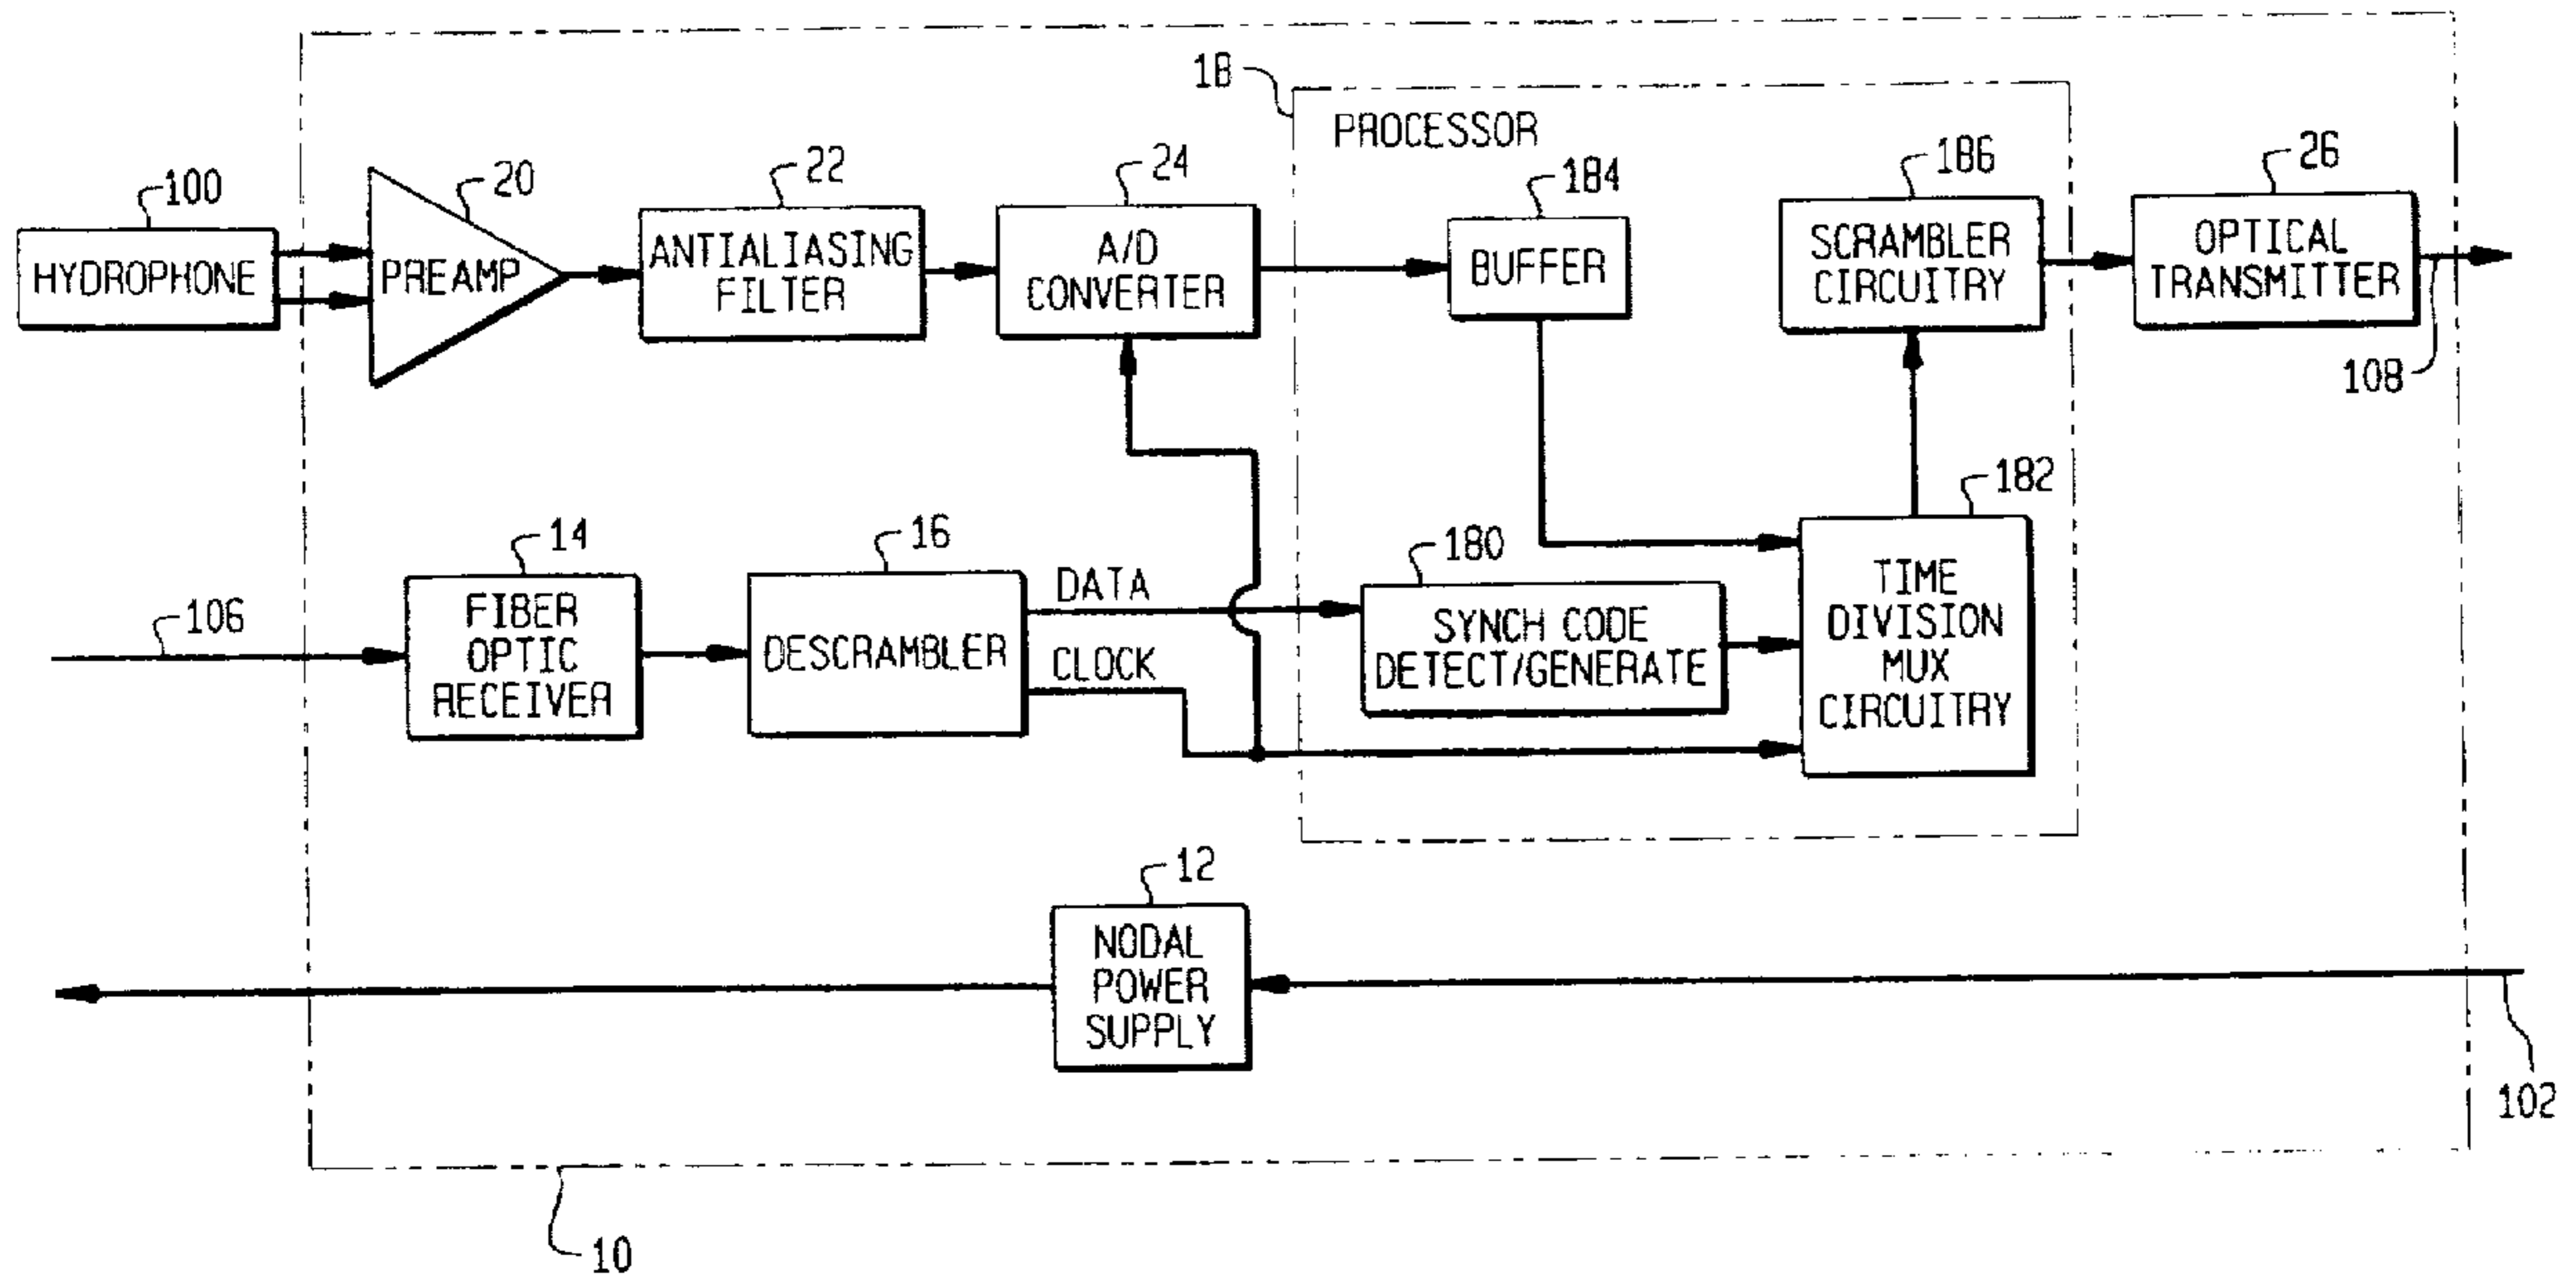 18
PROCESSOR
100
20
22
24
184
186
26
HYDROPHONE
PREAMP
ANTIALIASING
FILTER
A/D
CONVERTER
BUFFER
SCRAMBLER
CIRCUITRY
OPTICAL
TRANSMITTER
108
106
14
16
180
182
FIBER
OPTIC
RECEIVER
DESCRAMBLER
DATA
CLOCK
SYNCH CODE
DETECT/GENERATE
TIME
DIVISION
MUX
CIRCUITRY
12
NODAL
POWER
SUPPLY
102
10